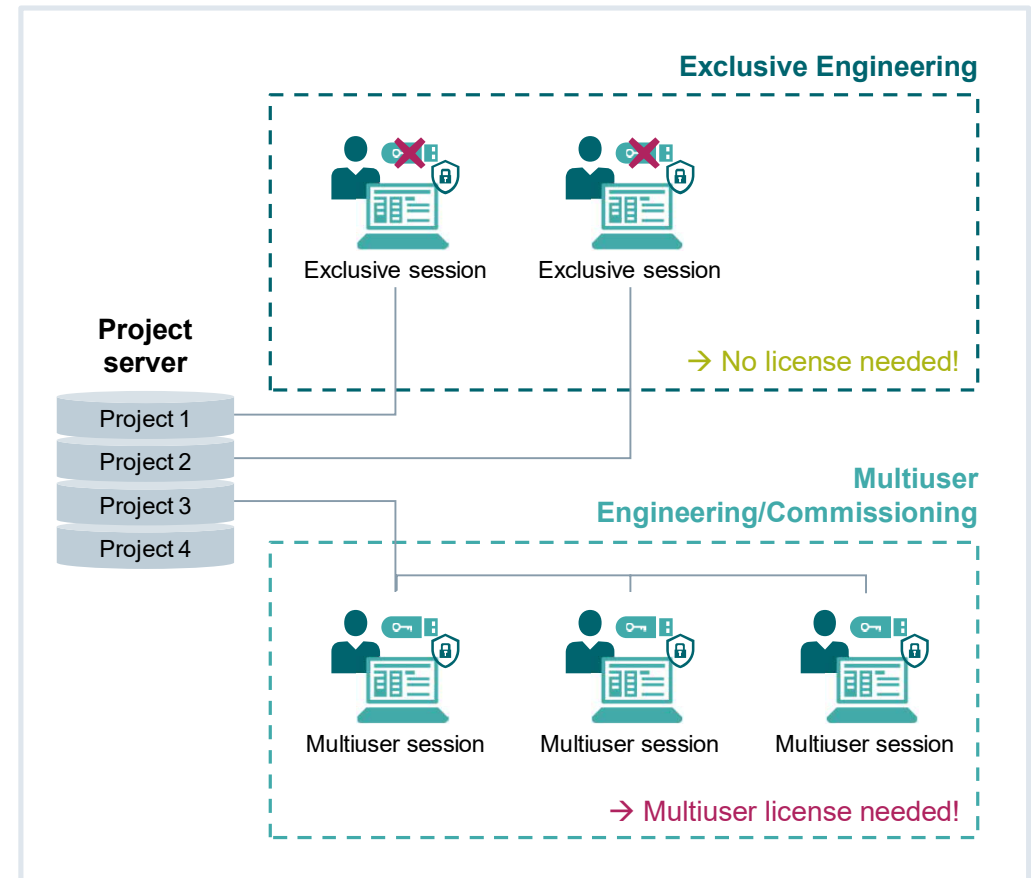 Exclusive Engineering
Exclusive session
Exclusive session
→ No license needed!
Project
server
Project 1
Project 2
Project 3
Project 4
Multiuser
Engineering/Commissioning
Multiuser session
Multiuser session
Multiuser session
→ Multiuser license needed!